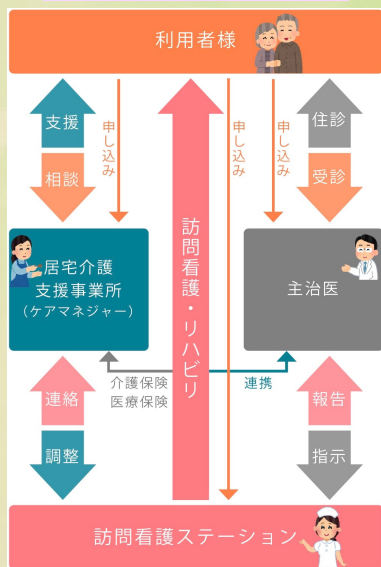 利用者様
支援
相談
申し込み
申し込み
申し込み
住診
受診
居宅介護
支援事業所
（ケアマネジャー）
訪問看護・リハビリ
主治医
介護保険
医療保険
連携
連絡
調整
報告
指示
訪問看護ステーション